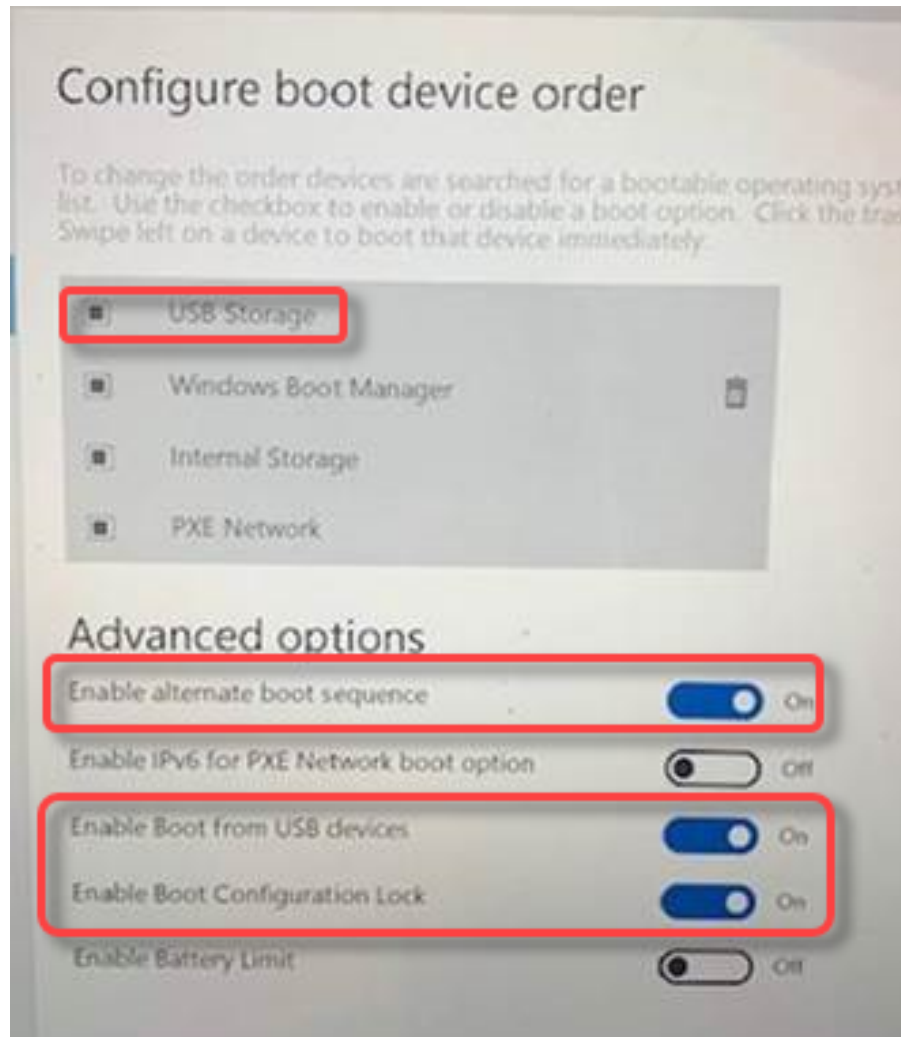 Configure boot device order
To change the order devices are searched for a bootable operating syst
list. Use the checkbox to enable or disable a boot option. Click the tras
Swipe left on a device to boot that device immediately.
USB Storage
Windows Boot Manager
Internal Storage
PXE Network
Advanced options
Enable alternate boot sequence On
Enable IPv6 for PXE Network boot option Off
Enable Boot from USB devices On
Enable Boot Configuration Lock On
Enable Battery Limit Off